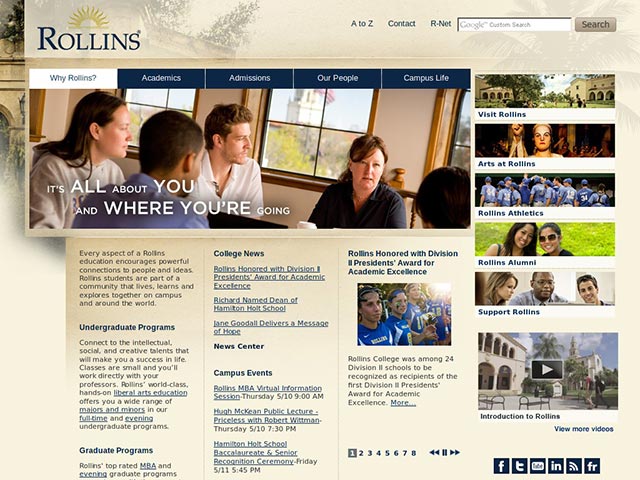 ROLLINS
A to Z
Contact
R-Net
Google™ Custom Search
Search
Why Rollins?
Academics
Admissions
Our People
Campus Life
IT'S ALL ABOUT YOU
AND WHERE YOU'RE GOING
Every aspect of a Rollins
education encourages powerful
connections to people and ideas.
Rollins students are part of a
community that lives, learns and
explores together on campus
and around the world.
Undergraduate Programs
Connect to the intellectual,
social, and creative talents that
will make you a success in life.
Classes are small and you'll
work directly with your
professors. Rollins' world-class,
hands-on liberal arts education
offers you a wide range of
majors and minors in our
full-time and evening
undergraduate programs.
Graduate Programs
Rollins' top rated MBA and
evening graduate programs
College News
Rollins Honored with Division II
Presidents' Award for Academic
Excellence
Richard Named Dean of
Hamilton Holt School
Jane Goodall Delivers a Message
of Hope
News Center
Campus Events
Rollins MBA Virtual Information
Session-Thursday 5/10 9:00 AM
Hugh McKean Public Lecture -
Priceless with Robert Wittman-
Thursday 5/10 7:30 PM
Hamilton Holt School
Baccalaureate & Senior
Recognition Ceremony-Friday
5/11 5:45 PM
Rollins Honored with Division
II Presidents' Award for
Academic Excellence
Rollins College was among 24
Division II schools to be
recognized as recipients of the
first Division II Presidents'
Award for Academic
Excellence. More...
1 2 3 4 5 6 7 8
Visit Rollins
Arts at Rollins
Rollins Athletics
Rollins Alumni
Support Rollins
Introduction to Rollins
View more videos